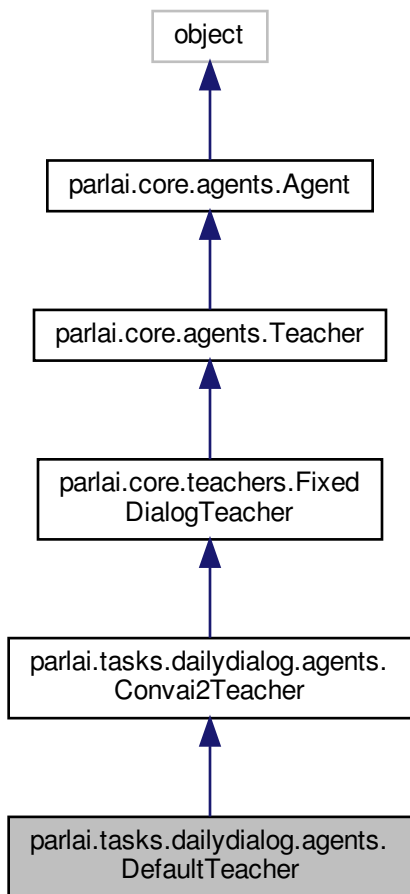 object
parlai.core.agents.Agent
parlai.core.agents.Teacher
parlai.core.teachers.Fixed
DialogTeacher
parlai.tasks.dailydialog.agents.
Convai2Teacher
parlai.tasks.dailydialog.agents.
DefaultTeacher